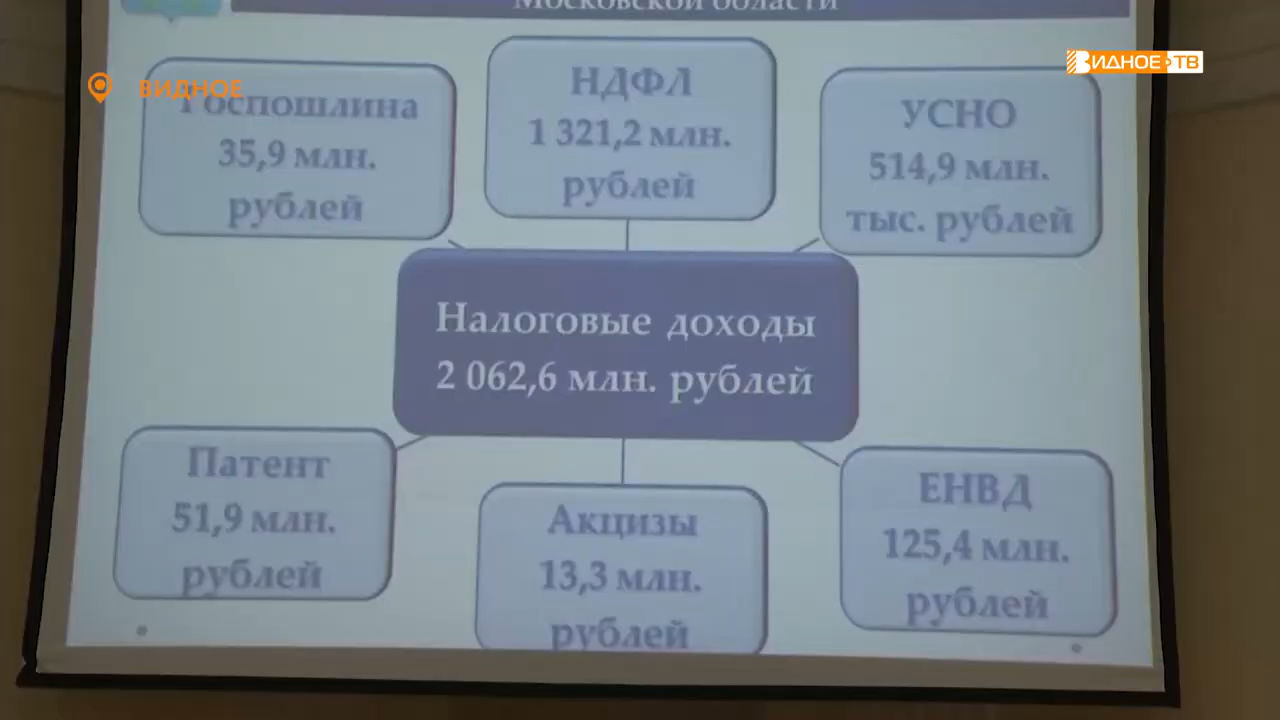 Московской области
ВИДНОЕ
ВИДНОЕ ТВ
Госпошлина
35,9 млн.
рублей
НДФЛ
1 321,2 млн.
рублей
УСНО
514,9 млн.
тыс. рублей
Налоговые доходы
2 062,6 млн. рублей
Патент
51,9 млн.
рублей
Акцизы
13,3 млн.
рублей
ЕНВД
125,4 млн.
рублей